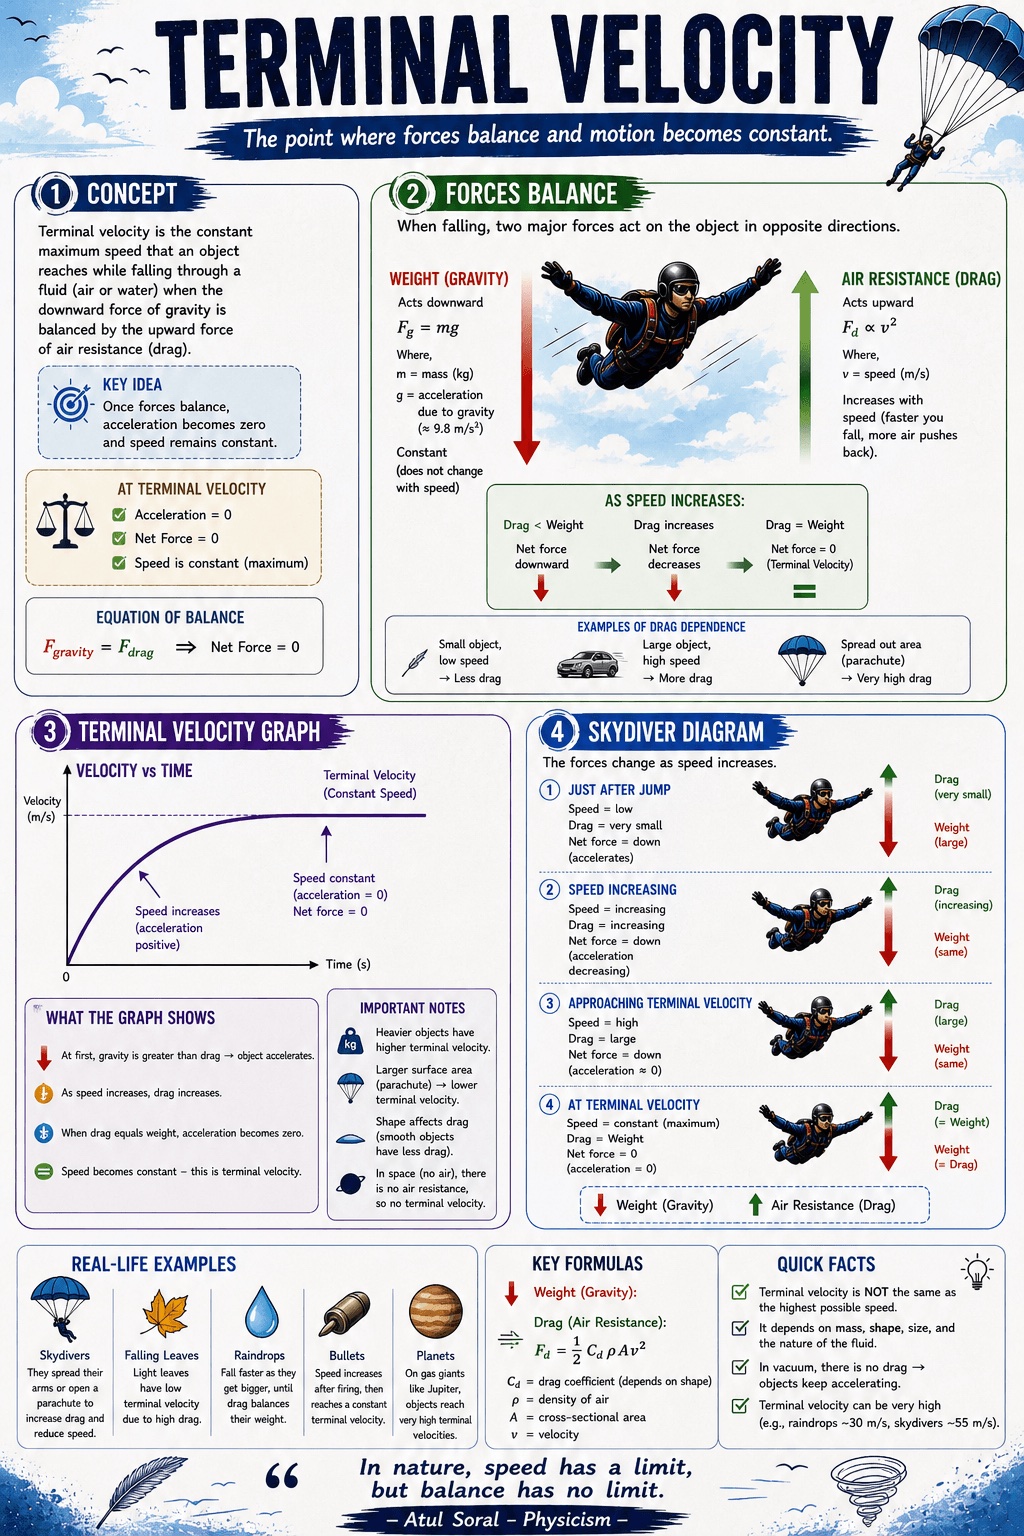 TERMINAL VELOCITY
The point where forces balance and motion becomes constant.
1 CONCEPT
Terminal velocity is the constant
maximum speed that an object
reaches while falling through a
fluid (air or water) when the
downward force of gravity is
balanced by the upward force
of air resistance (drag).
KEY IDEA
Once forces balance,
acceleration becomes zero
and speed remains constant.
AT TERMINAL VELOCITY
Acceleration = 0
Net Force = 0
Speed is constant (maximum)
EQUATION OF BALANCE
F_gravity = F_drag ⇒ Net Force = 0
2 FORCES BALANCE
When falling, two major forces act on the object in opposite directions.
WEIGHT (GRAVITY)
Acts downward
F_g = mg
Where,
m = mass (kg)
g = acceleration
due to gravity
(≈ 9.8 m/s²)
Constant
(does not change
with speed)
AIR RESISTANCE (DRAG)
Acts upward
F_d ∝ v²
Where,
v = speed (m/s)
Increases with
speed (faster you
fall, more air pushes
back).
AS SPEED INCREASES:
Drag < Weight
Net force
downward
Drag increases
Net force
decreases
Drag = Weight
Net force = 0
(Terminal Velocity)
EXAMPLES OF DRAG DEPENDENCE
Small object,
low speed
→ Less drag
Large object,
high speed
→ More drag
Spread out area
(parachute)
→ Very high drag
3 TERMINAL VELOCITY GRAPH
VELOCITY vs TIME
Velocity
(m/s)
Terminal Velocity
(Constant Speed)
Speed constant
(acceleration = 0)
Net force = 0
Speed increases
(acceleration
positive)
0
Time (s)
WHAT THE GRAPH SHOWS
At first, gravity is greater than drag → object accelerates.
As speed increases, drag increases.
When drag equals weight, acceleration becomes zero.
Speed becomes constant – this is terminal velocity.
IMPORTANT NOTES
kg
Heavier objects have
higher terminal velocity.
Larger surface area
(parachute) → lower
terminal velocity.
Shape affects drag
(smooth objects
have less drag).
In space (no air), there
is no air resistance,
so no terminal velocity.
4 SKYDIVER DIAGRAM
The forces change as speed increases.
1 JUST AFTER JUMP
Speed = low
Drag = very small
Net force = down
(accelerates)
Drag
(very small)
Weight
(large)
2 SPEED INCREASING
Speed = increasing
Drag = increasing
Net force = down
(acceleration
decreasing)
Drag
(increasing)
Weight
(same)
3 APPROACHING TERMINAL VELOCITY
Speed = high
Drag = large
Net force = down
(acceleration ≈ 0)
Drag
(large)
Weight
(same)
4 AT TERMINAL VELOCITY
Speed = constant (maximum)
Drag = Weight
Net force = 0
(acceleration = 0)
Drag
(= Weight)
Weight
(= Drag)
Weight (Gravity)
Air Resistance (Drag)
REAL-LIFE EXAMPLES
Skydivers
They spread their
arms or open a
parachute to
increase drag and
reduce speed.
Falling Leaves
Light leaves
have low
terminal velocity
due to high drag.
Raindrops
Fall faster as they
get bigger, until
drag balances
their weight.
Bullets
Speed increases
after firing, then
reaches a constant
terminal velocity.
Planets
On gas giants
like Jupiter,
objects reach
very high terminal
velocities.
KEY FORMULAS
Weight (Gravity):
Drag (Air Resistance):
F_d = 1/2 C_d ρ A v²
C_d = drag coefficient (depends on shape)
ρ = density of air
A = cross-sectional area
v = velocity
QUICK FACTS
Terminal velocity is NOT the same as
the highest possible speed.
It depends on mass, shape, size, and
the nature of the fluid.
In vacuum, there is no drag →
objects keep accelerating.
Terminal velocity can be very high
(e.g., raindrops ~30 m/s, skydivers ~55 m/s).
“ In nature, speed has a limit,
but balance has no limit.
– Atul Soral – Physicism –